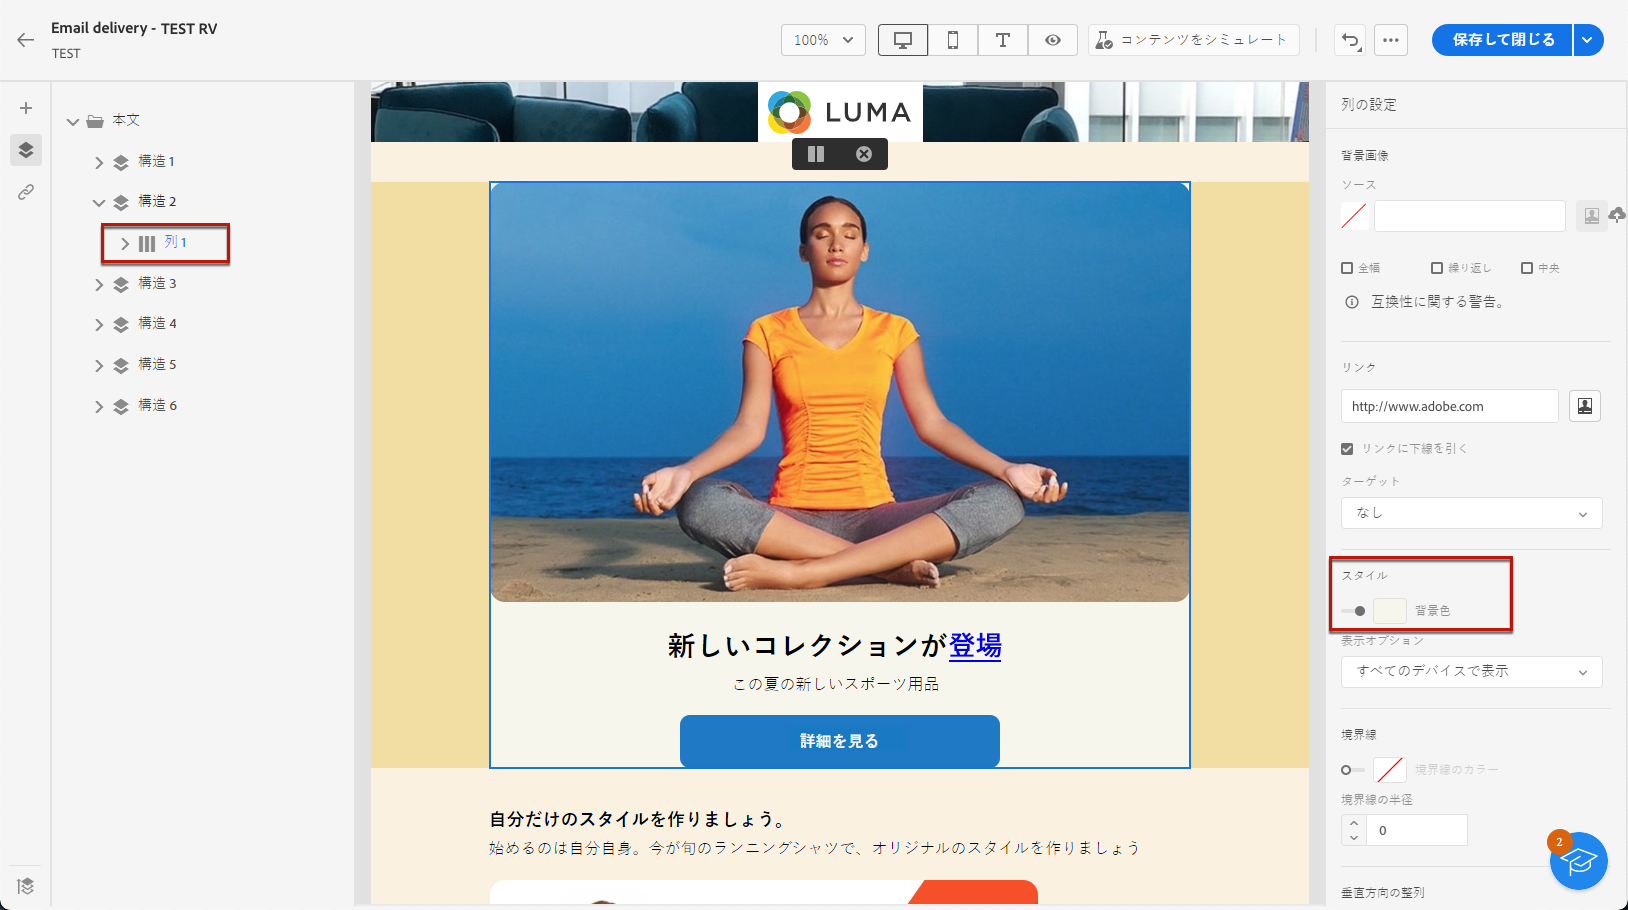 Email delivery - TEST RV
TEST
100%
コンテンツをシミュレート
保存して閉じる
本文
構造 1
構造 2
列 1
構造 3
構造 4
構造 5
構造 6
LUMA
新しいコレクションが登場
この夏の新しいスポーツ用品
詳細を見る
自分だけのスタイルを作りましょう。
始めるのは自分自身。今が旬のランニングシャツで、オリジナルのスタイルを作りましょう
列の設定
背景画像
ソース
全幅
繰り返し
中央
互換性に関する警告。
リンク
http://www.adobe.com
リンクに下線を引く
ターゲット
なし
スタイル
背景色
表示オプション
すべてのデバイスで表示
境界線
境界線のカラー
境界線の半径
0
2
垂直方向の整列